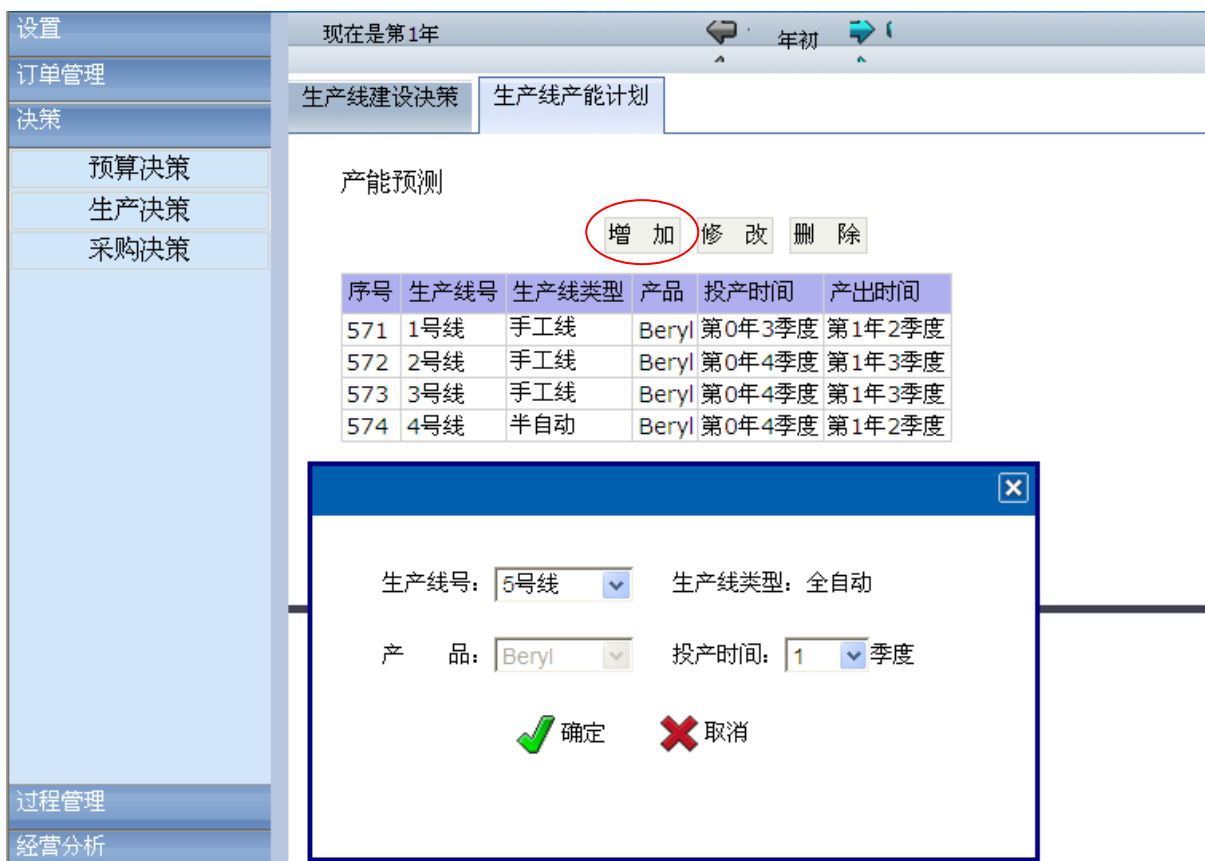 设置
订单管理
决策
预算决策
生产决策
采购决策
过程管理
经营分析
现在是第1年
年初
生产线建设决策 生产线产能计划
产能预测
增 加 修 改 删 除
序号 生产线号 生产线类型 产品 投产时间 产出时间
571 1号线 手工线 Beryl 第0年3季度 第1年2季度
572 2号线 手工线 Beryl 第0年4季度 第1年3季度
573 3号线 手工线 Beryl 第0年4季度 第1年3季度
574 4号线 半自动 Beryl 第0年4季度 第1年2季度
生产线号: 5号线 生产线类型: 全自动
产 品: Beryl 投产时间: 1 季度
确定 取消